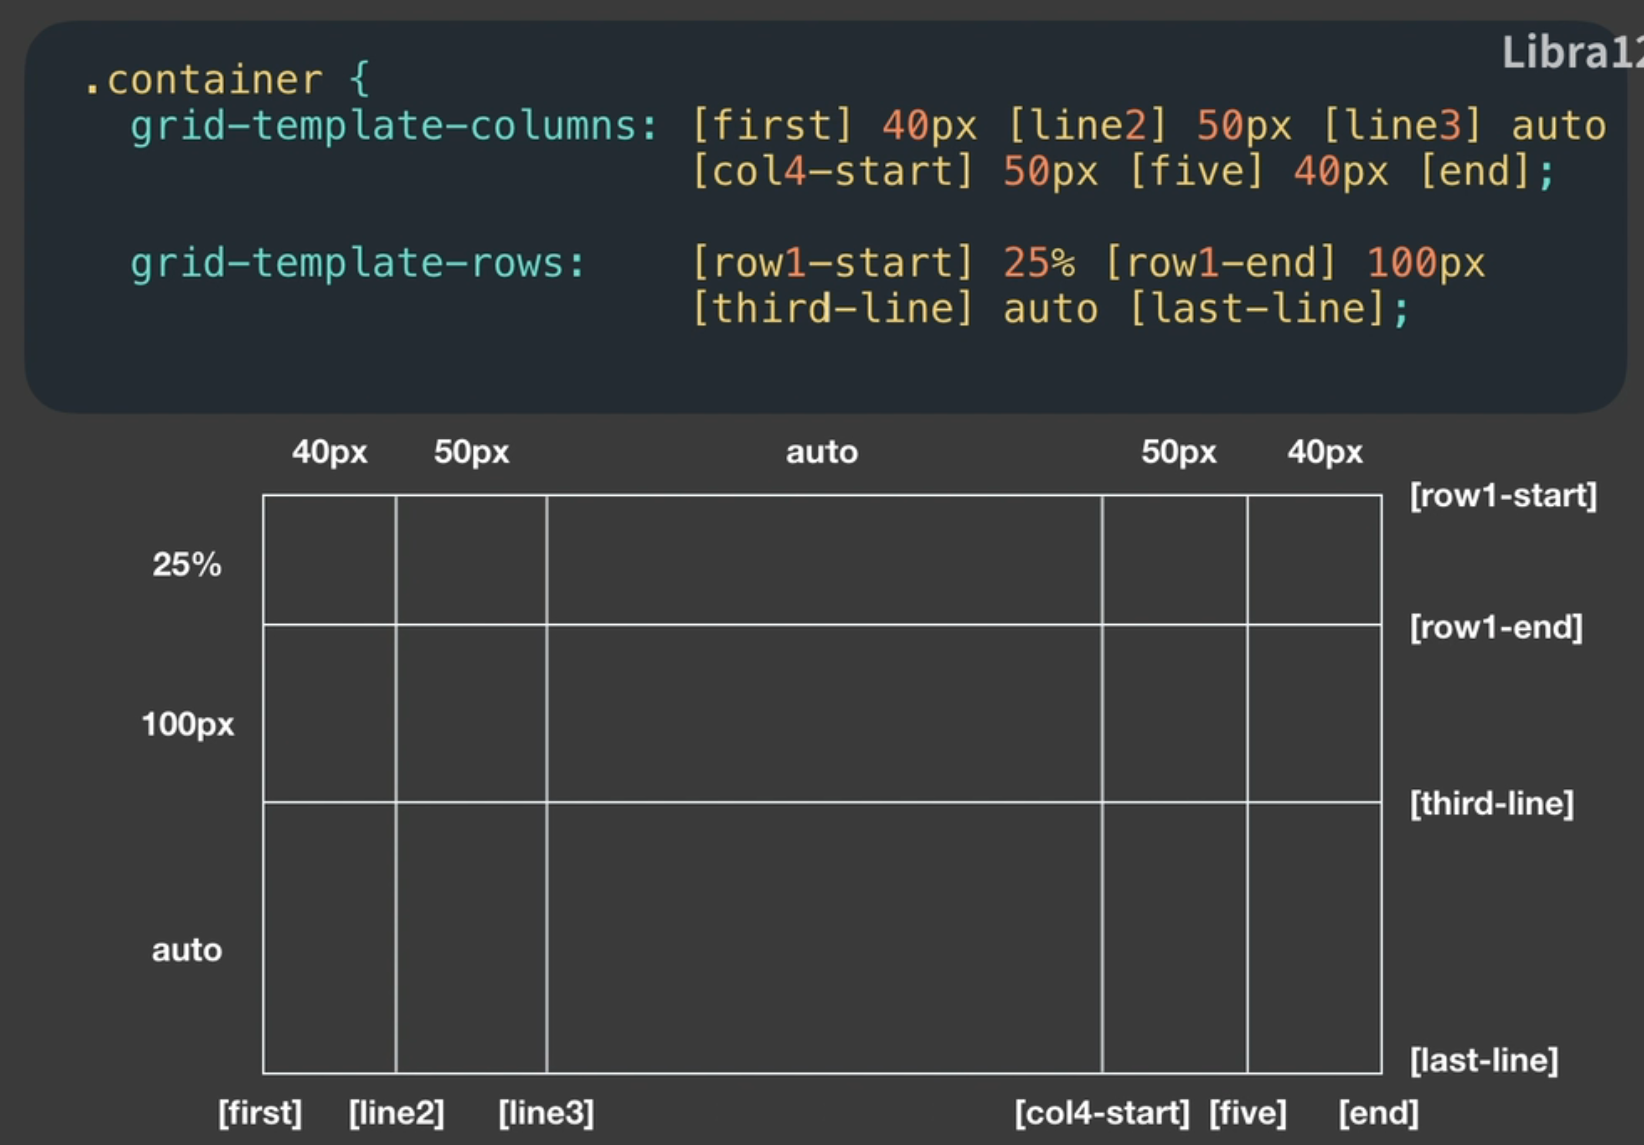 Libra12
.container {
grid-template-columns: [first] 40px [line2] 50px [line3] auto
[col4-start] 50px [five] 40px [end];
grid-template-rows: [row1-start] 25% [row1-end] 100px
[third-line] auto [last-line];
40px 50px auto 50px 40px
[row1-start]
25%
[row1-end]
100px
[third-line]
auto
[last-line]
[first] [line2] [line3] [col4-start] [five] [end]